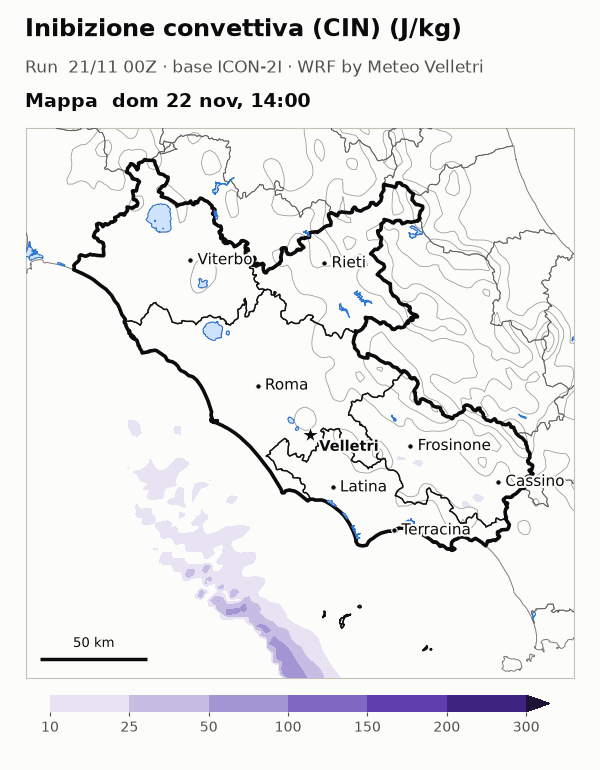 Inibizione convettiva (CIN) (J/kg)
Run  21/11 00Z · base ICON-2I · WRF by Meteo Velletri
Mappa  dom 22 nov, 14:00
Viterbo
Rieti
Roma
Velletri
Frosinone
Cassino
Latina
Terracina
50 km
10 25 50 100 150 200 300